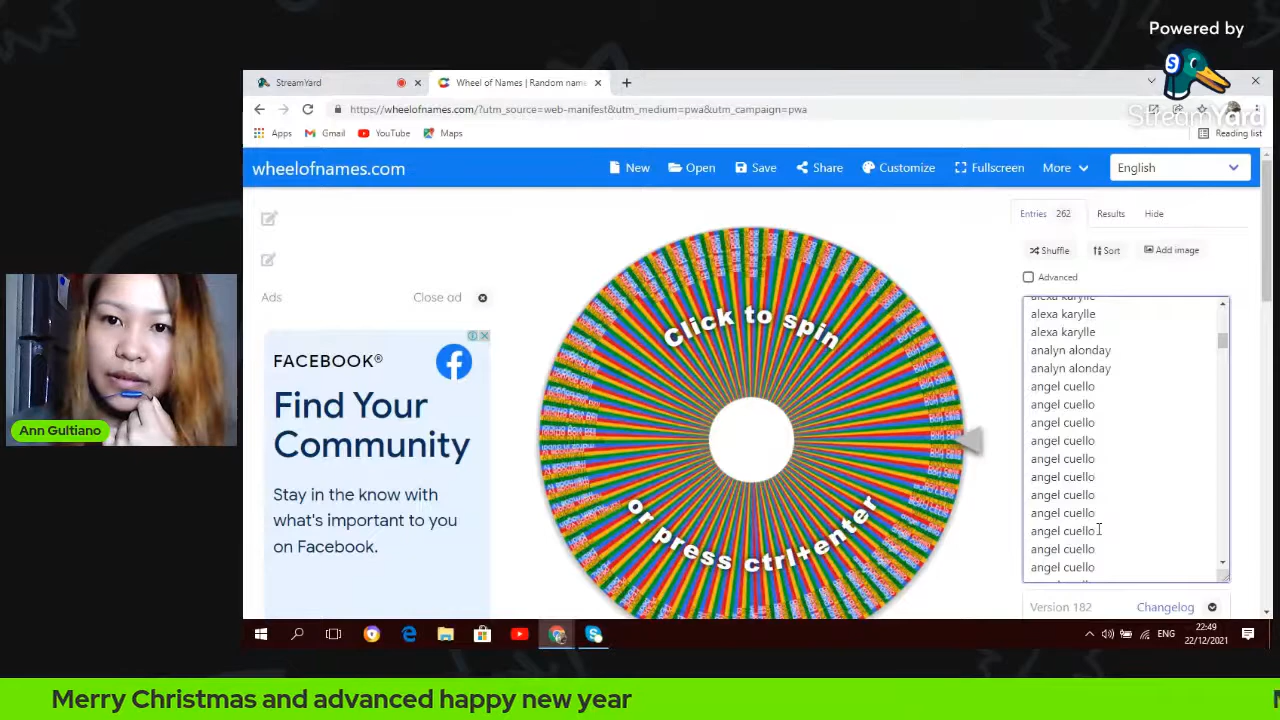 Powered by
StreamYard
StreamYard
Wheel of Names | Random name
https://wheelofnames.com/?utm_source=web-manifest&utm_medium=pwa&utm_campaign=pwa
Apps
Gmail
YouTube
Maps
Reading list
wheelofnames.com
New
Open
Save
Share
Customize
Fullscreen
More
English
Entries 262
Results
Hide
Shuffle
Sort
Add image
Advanced
Ads
Close ad
FACEBOOK®
Find Your
Community
Stay in the know with
what's important to you
on Facebook.
Click to spin
or press ctrl+enter
alexa karylle
alexa karylle
alexa karylle
analyn alonday
analyn alonday
angel cuello
angel cuello
angel cuello
angel cuello
angel cuello
angel cuello
angel cuello
angel cuello
angel cuello
angel cuello
angel cuello
Version 182
Changelog
Ann Gultiano
ENG
22:49
22/12/2021
Merry Christmas and advanced happy new year